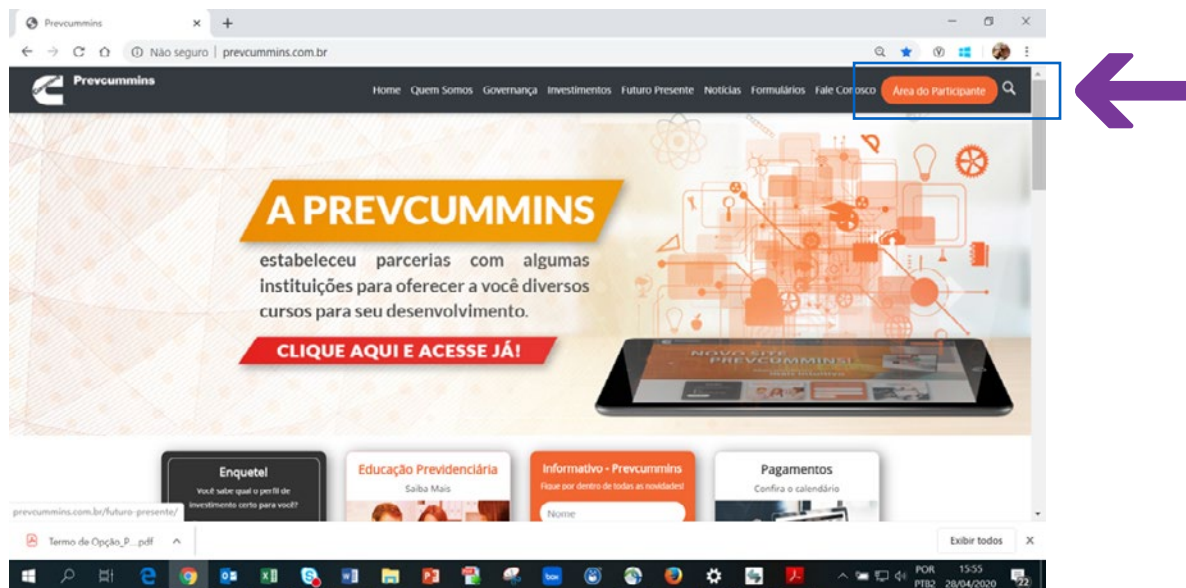 Prevcummins
Não seguro | prevcummins.com.br
Prevcummins
Home Quem Somos Governança Investimentos Futuro Presente Notícias Formulários Fale Conosco Área do Participante
A PREVCUMMINS
estabeleceu parcerias com algumas
instituições para oferecer a você diversos
cursos para seu desenvolvimento.
CLIQUE AQUI E ACESSE JÁ!
NOVO SITE
PREVCUMMINS!
Enquete!
Você sabe qual o perfil de
investimento certo para você?
Educação Previdenciária
Saiba Mais
Informativo - Prevcummins
Fique por dentro de todas as novidades!
Nome
Pagamentos
Confira o calendário
prevcummins.com.br/futuro-presente/
Termo de Opção_P....pdf
Exibir todos
POR
PTB2
15:55
28/04/2020
22